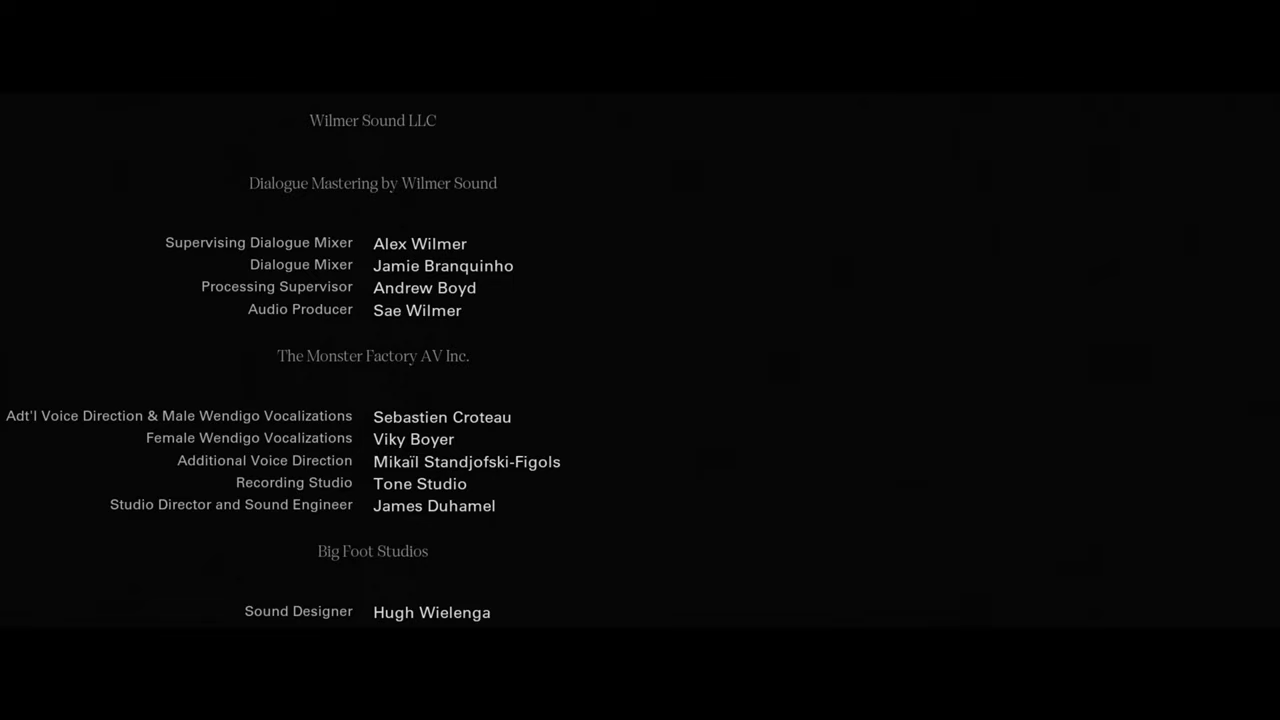 Wilmer Sound LLC
Dialogue Mastering by Wilmer Sound
Supervising Dialogue Mixer Alex Wilmer
Dialogue Mixer Jamie Branquinho
Processing Supervisor Andrew Boyd
Audio Producer Sae Wilmer
The Monster Factory AV Inc.
Adt'l Voice Direction & Male Wendigo Vocalizations Sebastien Croteau
Female Wendigo Vocalizations Viky Boyer
Additional Voice Direction Mikaïl Standjofski-Figols
Recording Studio Tone Studio
Studio Director and Sound Engineer James Duhamel
Big Foot Studios
Sound Designer Hugh Wielenga